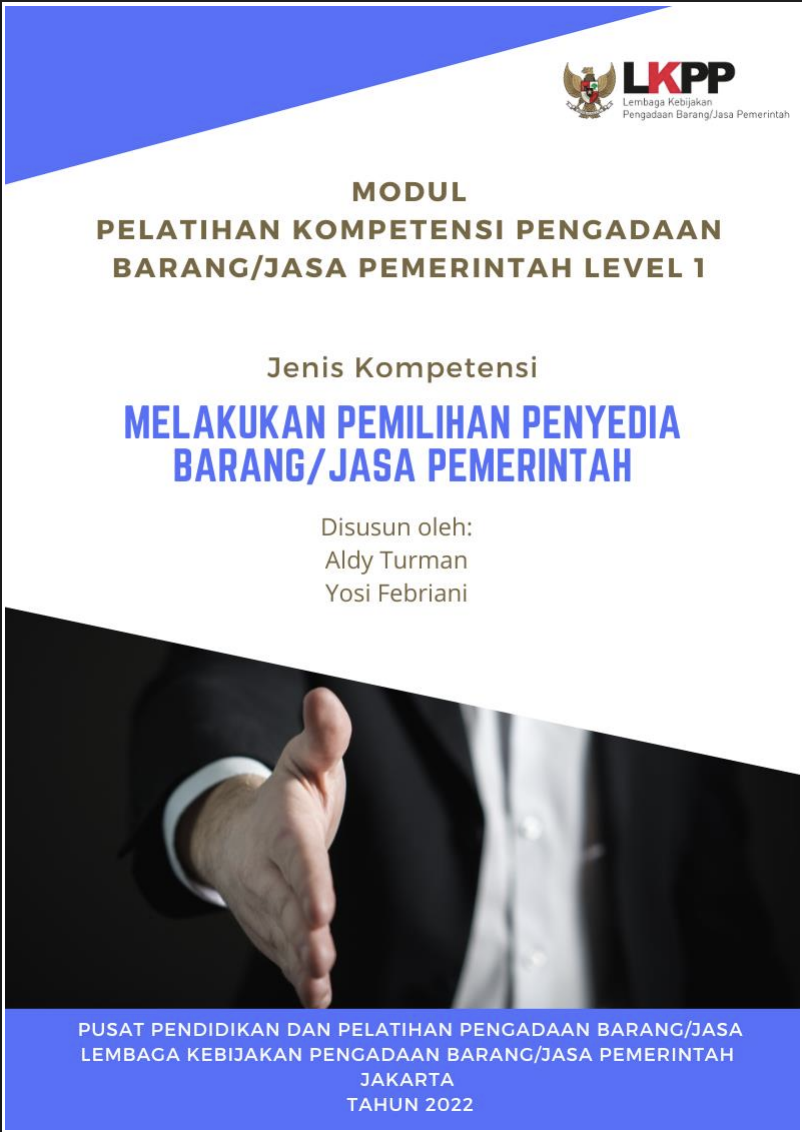 LKPP
Lembaga Kebijakan
Pengadaan Barang/Jasa Pemerintah
MODUL
PELATIHAN KOMPETENSI PENGADAAN
BARANG/JASA PEMERINTAH LEVEL 1
Jenis Kompetensi
MELAKUKAN PEMILIHAN PENYEDIA
BARANG/JASA PEMERINTAH
Disusun oleh:
Aldy Turman
Yosi Febriani
PUSAT PENDIDIKAN DAN PELATIHAN PENGADAAN BARANG/JASA
LEMBAGA KEBIJAKAN PENGADAAN BARANG/JASA PEMERINTAH
JAKARTA
TAHUN 2022